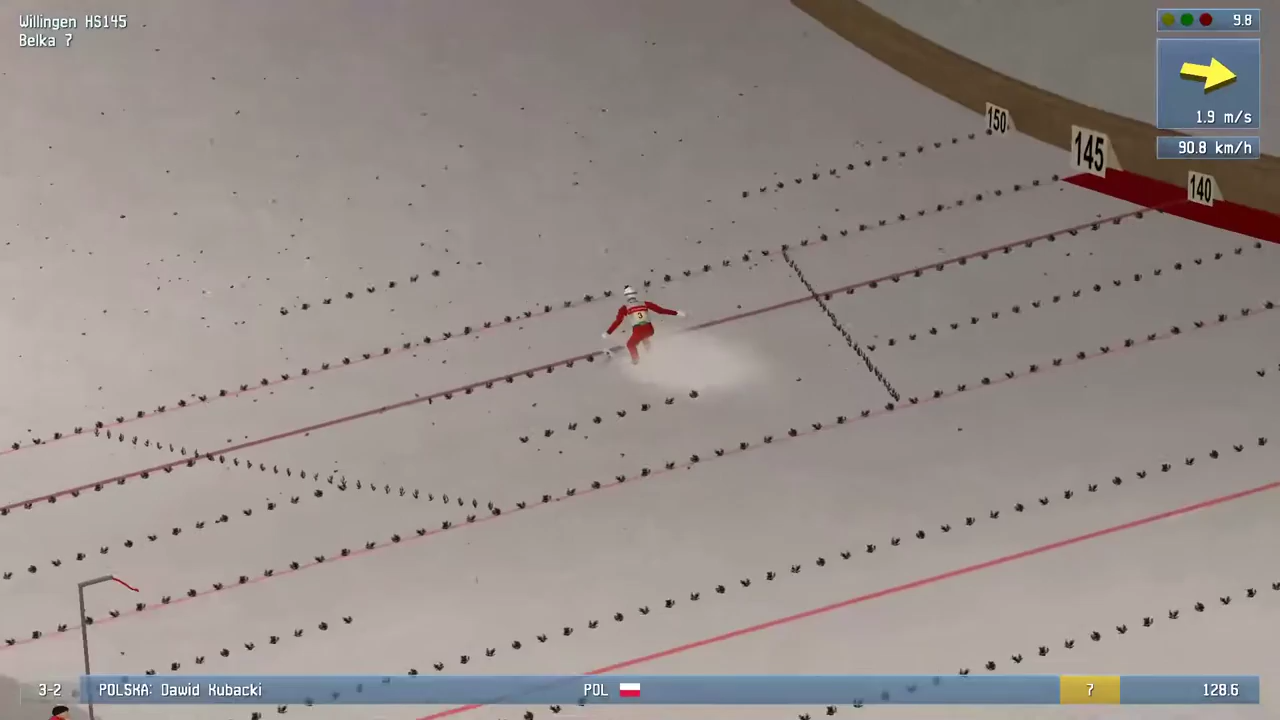 Willingen HS145
Belka 7
9.8
1.9 m/s
90.8 km/h
150
145
140
3
3-2 POLSKA: Dawid Kubacki POL 7 128.6